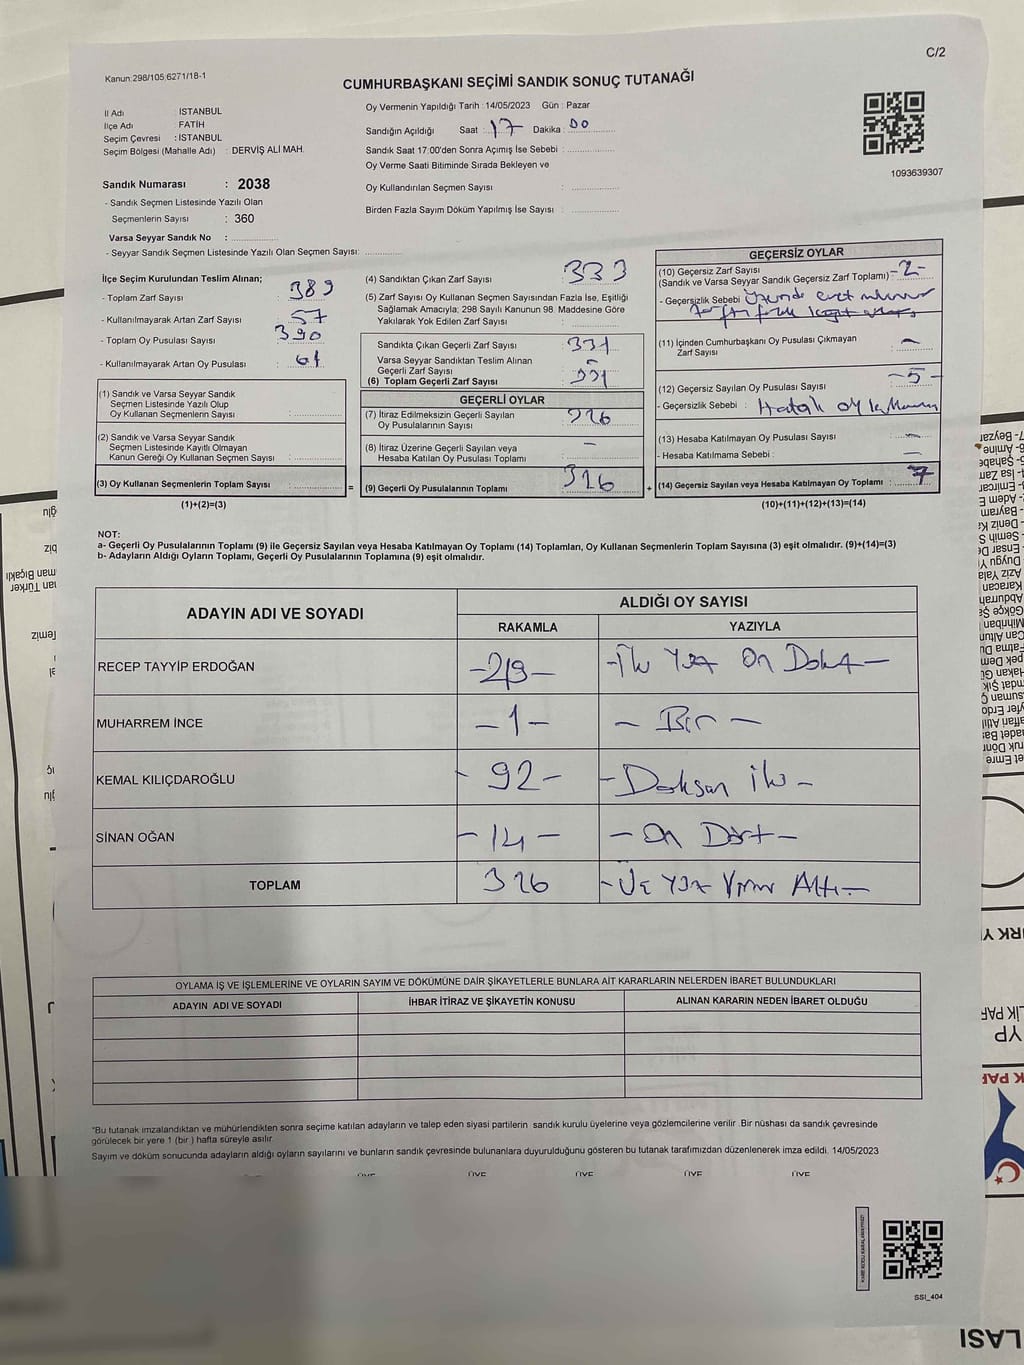 C/2
Kanun:298/105;6271/18-1
CUMHURBAŞKANI SEÇİMİ SANDIK SONUÇ TUTANAĞI
İl Adı : İSTANBUL
İlçe Adı : FATİH
Seçim Çevresi : İSTANBUL
Seçim Bölgesi (Mahalle Adı) : DERVİŞ ALİ MAH.
Oy Vermenin Yapıldığı Tarih : 14/05/2023 Gün : Pazar
Sandığın Açıldığı Saat : 17 Dakika : 00
Sandık Saat 17:00'den Sonra Açımış İse Sebebi :
Oy Verme Saati Bitiminde Sırada Bekleyen ve
Oy Kullandırılan Seçmen Sayısı :
Birden Fazla Sayım Döküm Yapılmış İse Sayısı :
1093639307
Sandık Numarası : 2038
- Sandık Seçmen Listesinde Yazılı Olan
Seçmenlerin Sayısı : 360
Varsa Seyyar Sandık No :
- Seyyar Sandık Seçmen Listesinde Yazılı Olan Seçmen Sayısı:
İlçe Seçim Kurulundan Teslim Alınan;
- Toplam Zarf Sayısı : 389
- Kullanılmayarak Artan Zarf Sayısı : 57
- Toplam Oy Pusulası Sayısı : 390
- Kullanılmayarak Artan Oy Pusulası : 61
(1) Sandık ve Varsa Seyyar Sandık
Seçmen Listesinde Yazılı Olup
Oy Kullanan Seçmenlerin Sayısı :
(2) Sandık ve Varsa Seyyar Sandık
Seçmen Listesinde Kayıtlı Olmayan
Kanun Gereği Oy Kullanan Seçmen Sayısı :
(3) Oy Kullanan Seçmenlerin Toplam Sayısı :
(1)+(2)=(3)
(4) Sandıktan Çıkan Zarf Sayısı : 333
(5) Zarf Sayısı Oy Kullanan Seçmen Sayısından Fazla İse, Eşitliği
Sağlamak Amacıyla; 298 Sayılı Kanunun 98. Maddesine Göre
Yakılarak Yok Edilen Zarf Sayısı :
Sandıkta Çıkan Geçerli Zarf Sayısı : 331
Varsa Seyyar Sandıktan Teslim Alınan
Geçerli Zarf Sayısı : -
(6) Toplam Geçerli Zarf Sayısı : 331
GEÇERLİ OYLAR
(7) İtiraz Edilmeksizin Geçerli Sayılan
Oy Pusulalarının Sayısı : 326
(8) İtiraz Üzerine Geçerli Sayılan veya
Hesaba Katılan Oy Pusulası Toplamı : -
= (9) Geçerli Oy Pusulalarının Toplamı : 326
+
GEÇERSİZ OYLAR
(10) Geçersiz Zarf Sayısı
(Sandık ve Varsa Seyyar Sandık Geçersiz Zarf Toplamı) -2-
- Geçersizlik Sebebi : Üzerinde
(11) İçinden Cumhurbaşkanı Oy Pusulası Çıkmayan
Zarf Sayısı : -
(12) Geçersiz Sayılan Oy Pusulası Sayısı : -5-
- Geçersizlik Sebebi : Hatalı oy kullanım
(13) Hesaba Katılmayan Oy Pusulası Sayısı : -
- Hesaba Katılmama Sebebi : -
(14) Geçersiz Sayılan veya Hesaba Katılmayan Oy Toplamı : 7
(10)+(11)+(12)+(13)=(14)
NOT:
a- Geçerli Oy Pusulalarının Toplamı (9) ile Geçersiz Sayılan veya Hesaba Katılmayan Oy Toplamı (14) Toplamları, Oy Kullanan Seçmenlerin Toplam Sayısına (3) eşit olmalıdır. (9)+(14)=(3)
b- Adayların Aldığı Oyların Toplamı, Geçerli Oy Pusulalarının Toplamına (9) eşit olmalıdır.
ADAYIN ADI VE SOYADI
ALDIĞI OY SAYISI
RAKAMLA YAZIYLA
RECEP TAYYİP ERDOĞAN -219- -İki Yüz On Dokuz-
MUHARREM İNCE -1- - Bir -
KEMAL KILIÇDAROĞLU - 92 - -Doksan iki -
SİNAN OĞAN - 14 - - On Dört -
TOPLAM 326 -Üç Yüz Yirmi Altı-
OYLAMA İŞ VE İŞLEMLERİNE VE OYLARIN SAYIM VE DÖKÜMÜNE DAİR ŞİKAYETLERLE BUNLARA AİT KARARLARIN NELERDEN İBARET BULUNDUKLARI
ADAYIN ADI VE SOYADI İHBAR İTİRAZ VE ŞİKAYETİN KONUSU ALINAN KARARIN NEDEN İBARET OLDUĞU
*Bu tutanak imzalandıktan ve mühürlendikten sonra seçime katılan adayların ve talep eden siyasi partilerin sandık kurulu üyelerine veya gözlemcilerine verilir. Bir nüshası da sandık çevresinde
görülecek bir yere 1 (bir) hafta süreyle asılır.
Sayım ve döküm sonucunda adayların aldığı oyların sayılarını ve bunların sandık çevresinde bulunanlara duyurulduğunu gösteren bu tutanak tarafımızdan düzenlenerek imza edildi. 14/05/2023
ÜYE ÜYE ÜYE ÜYE
SSI_404